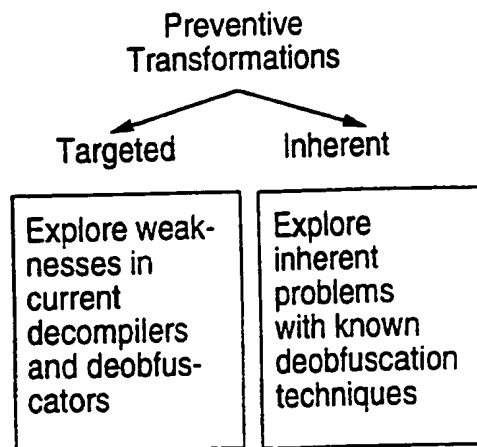 Preventive
Transformations
Targeted
Inherent
Explore weak-
nesses in
current
decompilers
and deobfus-
cators
Explore
inherent
problems
with known
deobfuscation
techniques